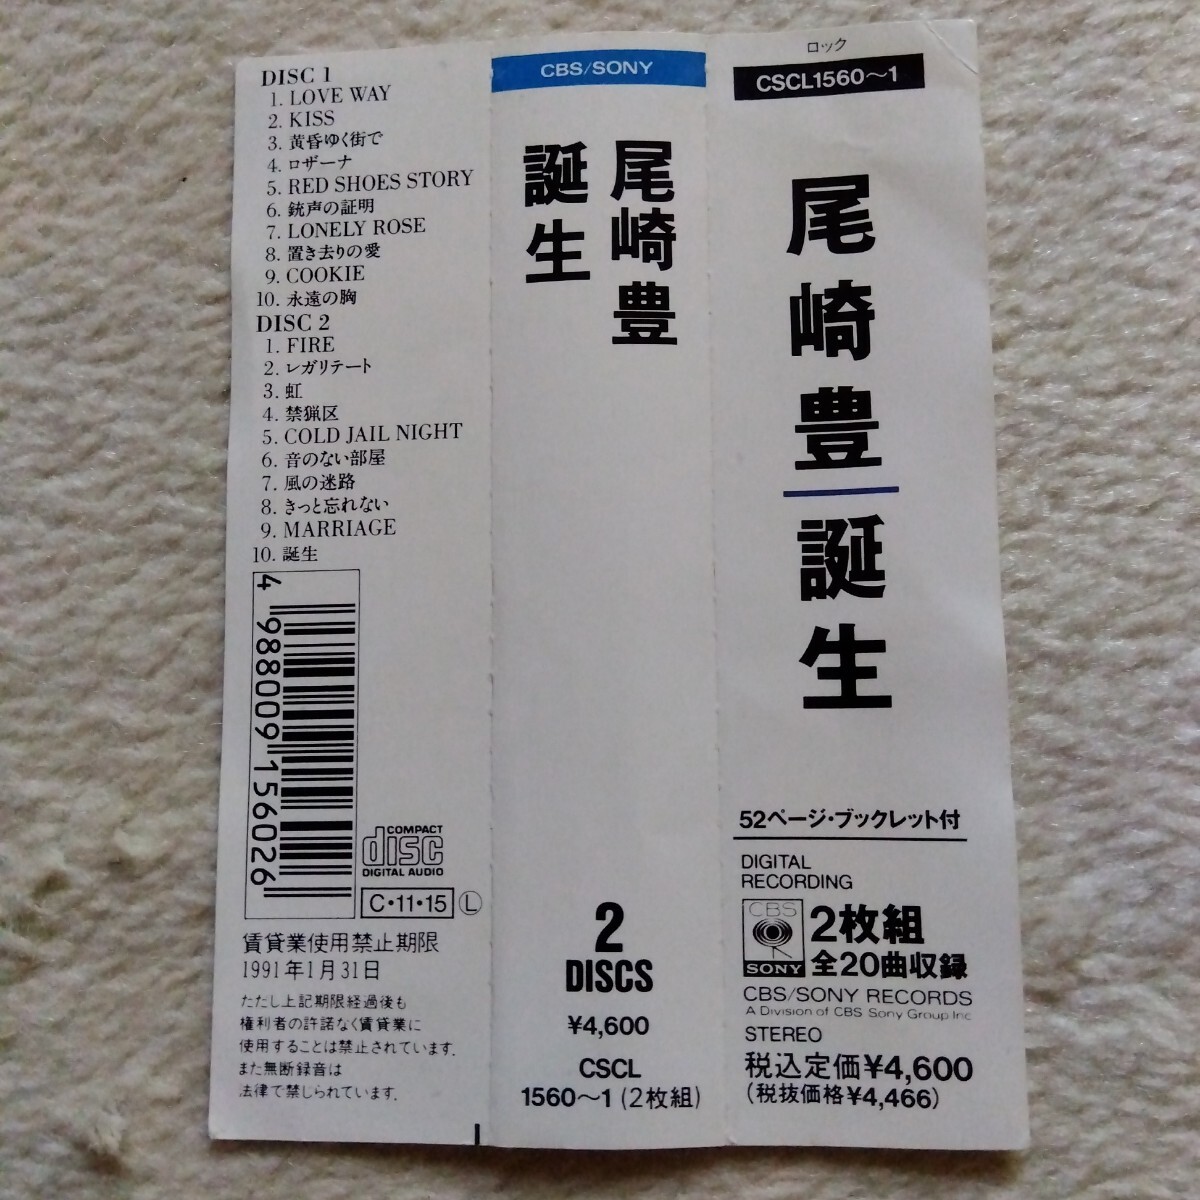 DISC 1
1. LOVE WAY
2. KISS
3. 黄昏ゆく街で
4. ロザーナ
5. RED SHOES STORY
6. 銃声の証明
7. LONELY ROSE
8. 置き去りの愛
9. COOKIE
10. 永遠の胸
DISC 2
1. FIRE
2. レガリテート
3. 虹
4. 禁猟区
5. COLD JAIL NIGHT
6. 音のない部屋
7. 風の迷路
8. きっと忘れない
9. MARRIAGE
10. 誕生
4 988009 156026
COMPACT
disc
DIGITAL AUDIO
C・11・15 Ⓛ
賃貸業使用禁止期限
1991年1月31日
ただし上記期限経過後も
権利者の許諾なく賃貸業に
使用することは禁止されています.
また無断録音は
法律で禁じられています.
CBS/SONY
尾崎豊
誕生
2
DISCS
¥4,600
CSCL
1560〜1 (2枚組)
ロック
CSCL1560〜1
尾崎豊|誕生
52ページ・ブックレット付
DIGITAL
RECORDING
CBS
SONY
2枚組
全20曲収録
CBS/SONY RECORDS
A Division of CBS Sony Group Inc
STEREO
税込定価¥4,600
(税抜価格¥4,466)